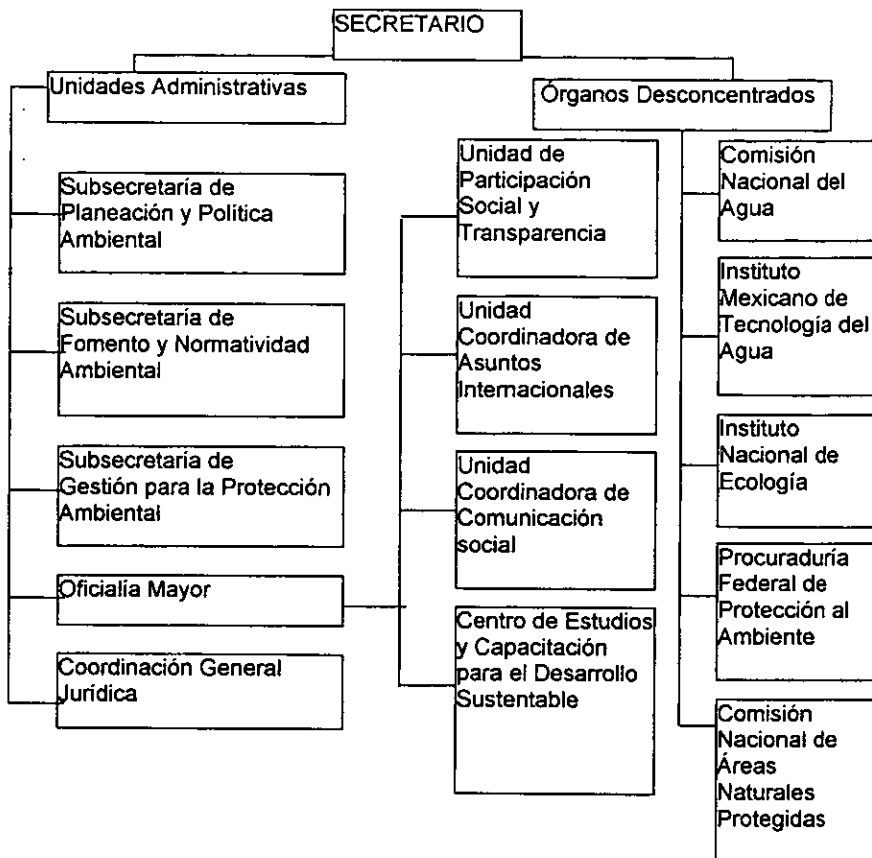 SECRETARIO
Unidades Administrativas
Subsecretaría de
Planeación y Política
Ambiental
Subsecretaría de
Fomento y Normatividad
Ambiental
Subsecretaría de
Gestión para la Protección
Ambiental
Oficialía Mayor
Coordinación General
Jurídica
Unidad de
Participación
Social y
Transparencia
Unidad
Coordinadora de
Asuntos
Internacionales
Unidad
Coordinadora de
Comunicación
social
Centro de Estudios
y Capacitación
para el Desarrollo
Sustentable
Órganos Desconcentrados
Comisión
Nacional del
Agua
Instituto
Mexicano de
Tecnología del
Agua
Instituto
Nacional de
Ecología
Procuraduría
Federal de
Protección al
Ambiente
Comisión
Nacional de
Áreas
Naturales
Protegidas